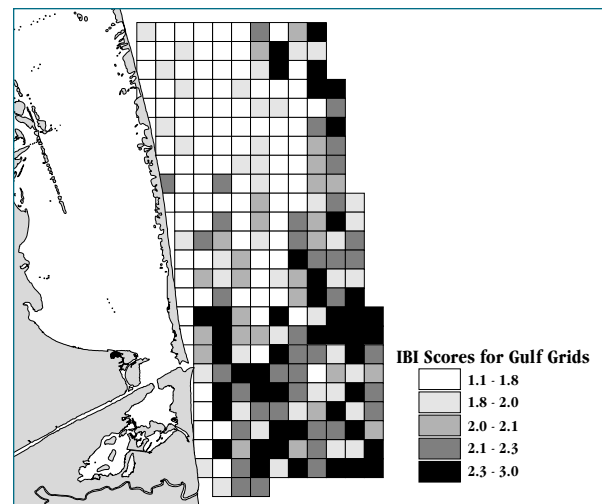 IBI Scores for Gulf Grids
1.1 - 1.8
1.8 - 2.0
2.0 - 2.1
2.1 - 2.3
2.3 - 3.0